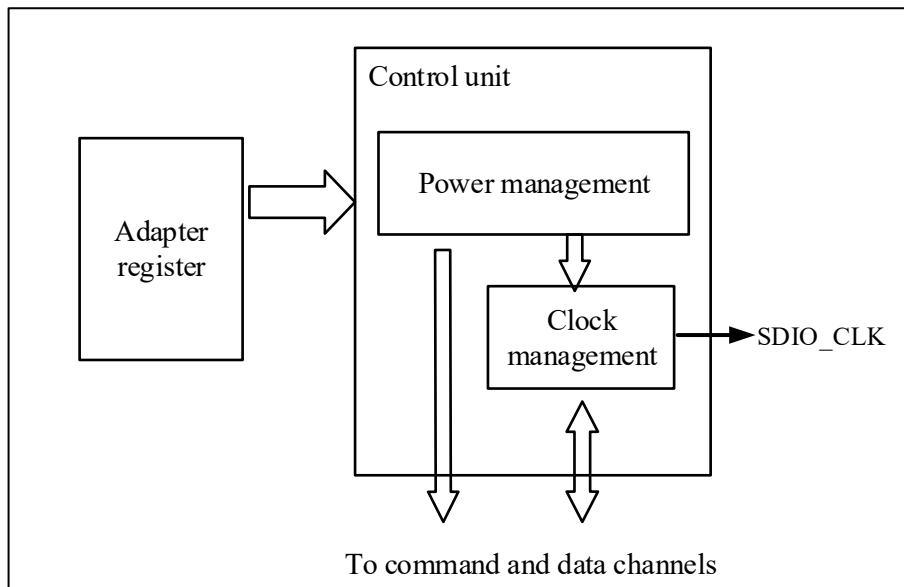 Control unit
Power management
Adapter
register
Clock
management
SDIO_CLK
To command and data channels